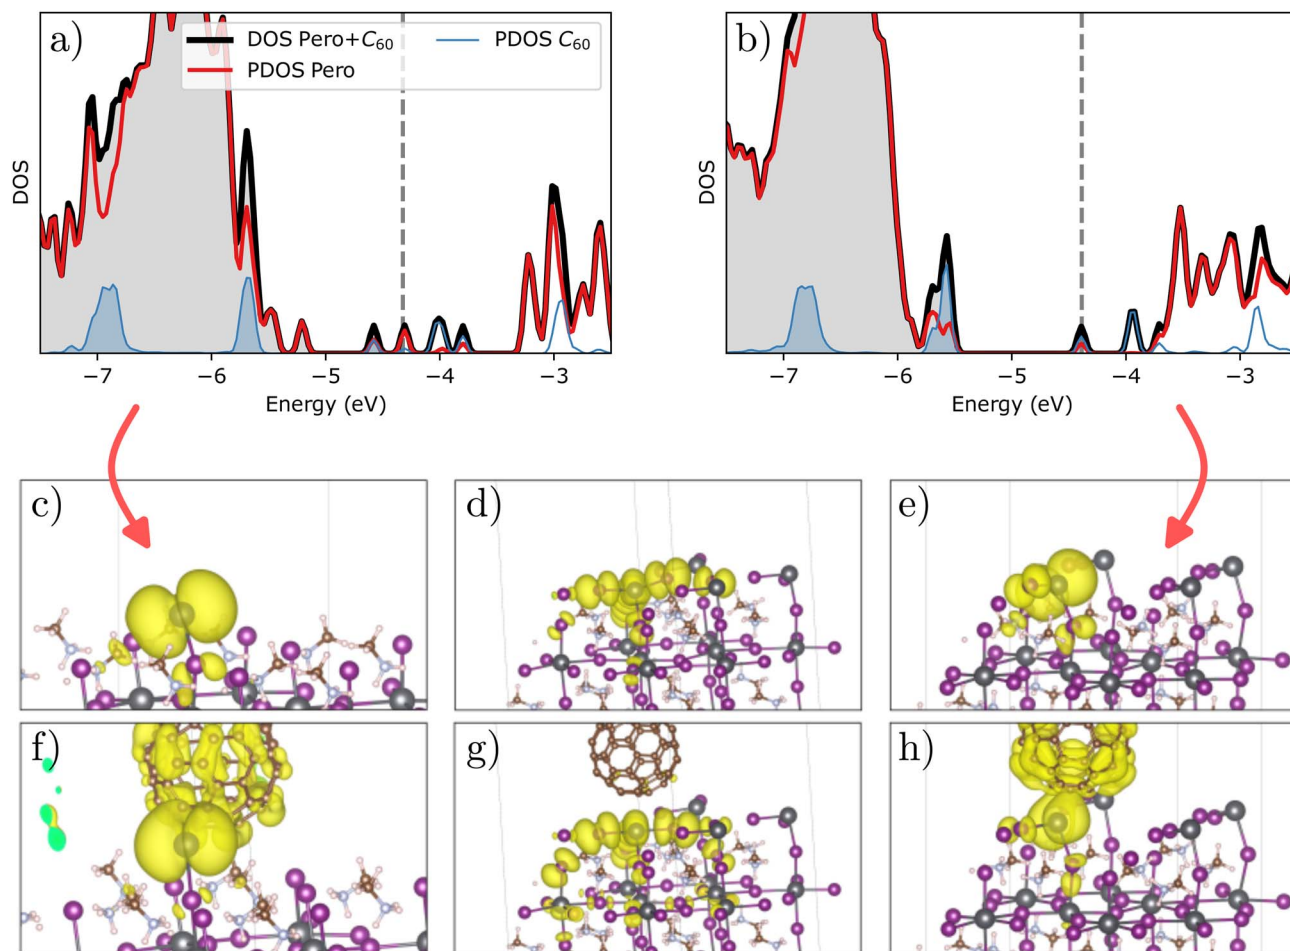 a)
DOS Pero+C₆₀
PDOS C₆₀
PDOS Pero
DOS
−7
−6
−5
−4
−3
Energy (eV)
b)
DOS
−7
−6
−5
−4
−3
Energy (eV)
c)
d)
e)
f)
g)
h)